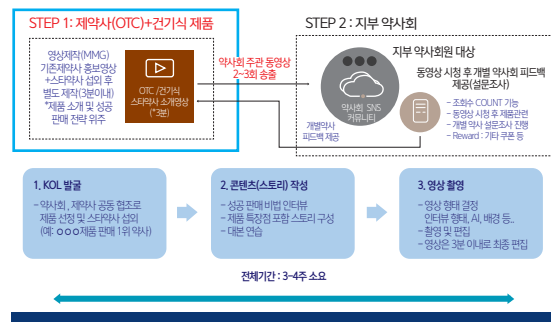 STEP 1: 제약사(OTC)+건기식 제품
영상제작(MMG)
기존제약사 홍보영상
+스타약사 섭외 후
별도 제작(3분이내)
*제품 소개 및 성공
판매 전략 위주
OTC /건기식
스타약사 소개영상
(*3분)
약사회 주관 동영상
2~3회 송출
개별약사
피드백 제공
STEP 2 : 지부 약사회
지부 약사회원 대상
동영상 시청 후 개별 약사회 피드백
제공(설문조사)
약사회 SNS
커뮤니티
- 조회수 COUNT 기능
- 동영상 시청 후 제품관련
- 개별 약사 설문조사 진행
- Reward : 기타 쿠폰 등
1. KOL 발굴
- 약사회, 제약사 공동 협조로
제품 선정 및 스타약사 섭외
(예: ㅇㅇㅇ제품 판매 1위 약사)
2. 콘텐츠(스토리) 작성
- 성공 판매 비법 인터뷰
- 제품 특장점 포함 스토리 구성
- 대본 연습
3. 영상 촬영
- 영상 형태 결정
인터뷰 형태, AI, 배경 등..
- 촬영 및 편집
- 영상은 3분 이내로 최종 편집
전체기간 : 3-4주 소요